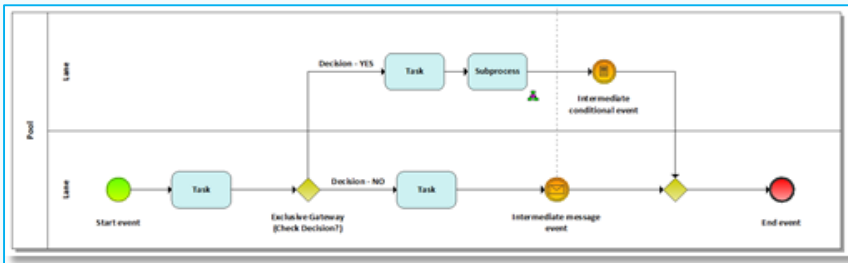 Pool
Lane
Decision - YES
Task
Subprocess
Intermediate
conditional event
Lane
Start event
Task
Exclusive Gateway
(Check Decision?)
Decision - NO
Task
Intermediate message
event
End event